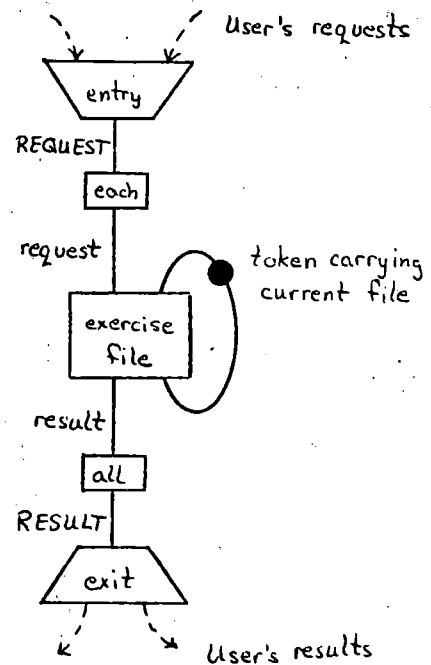 User's requests
entry
REQUEST
each
request
token carrying
current file
exercise
file
result
all
RESULT
exit
User's results